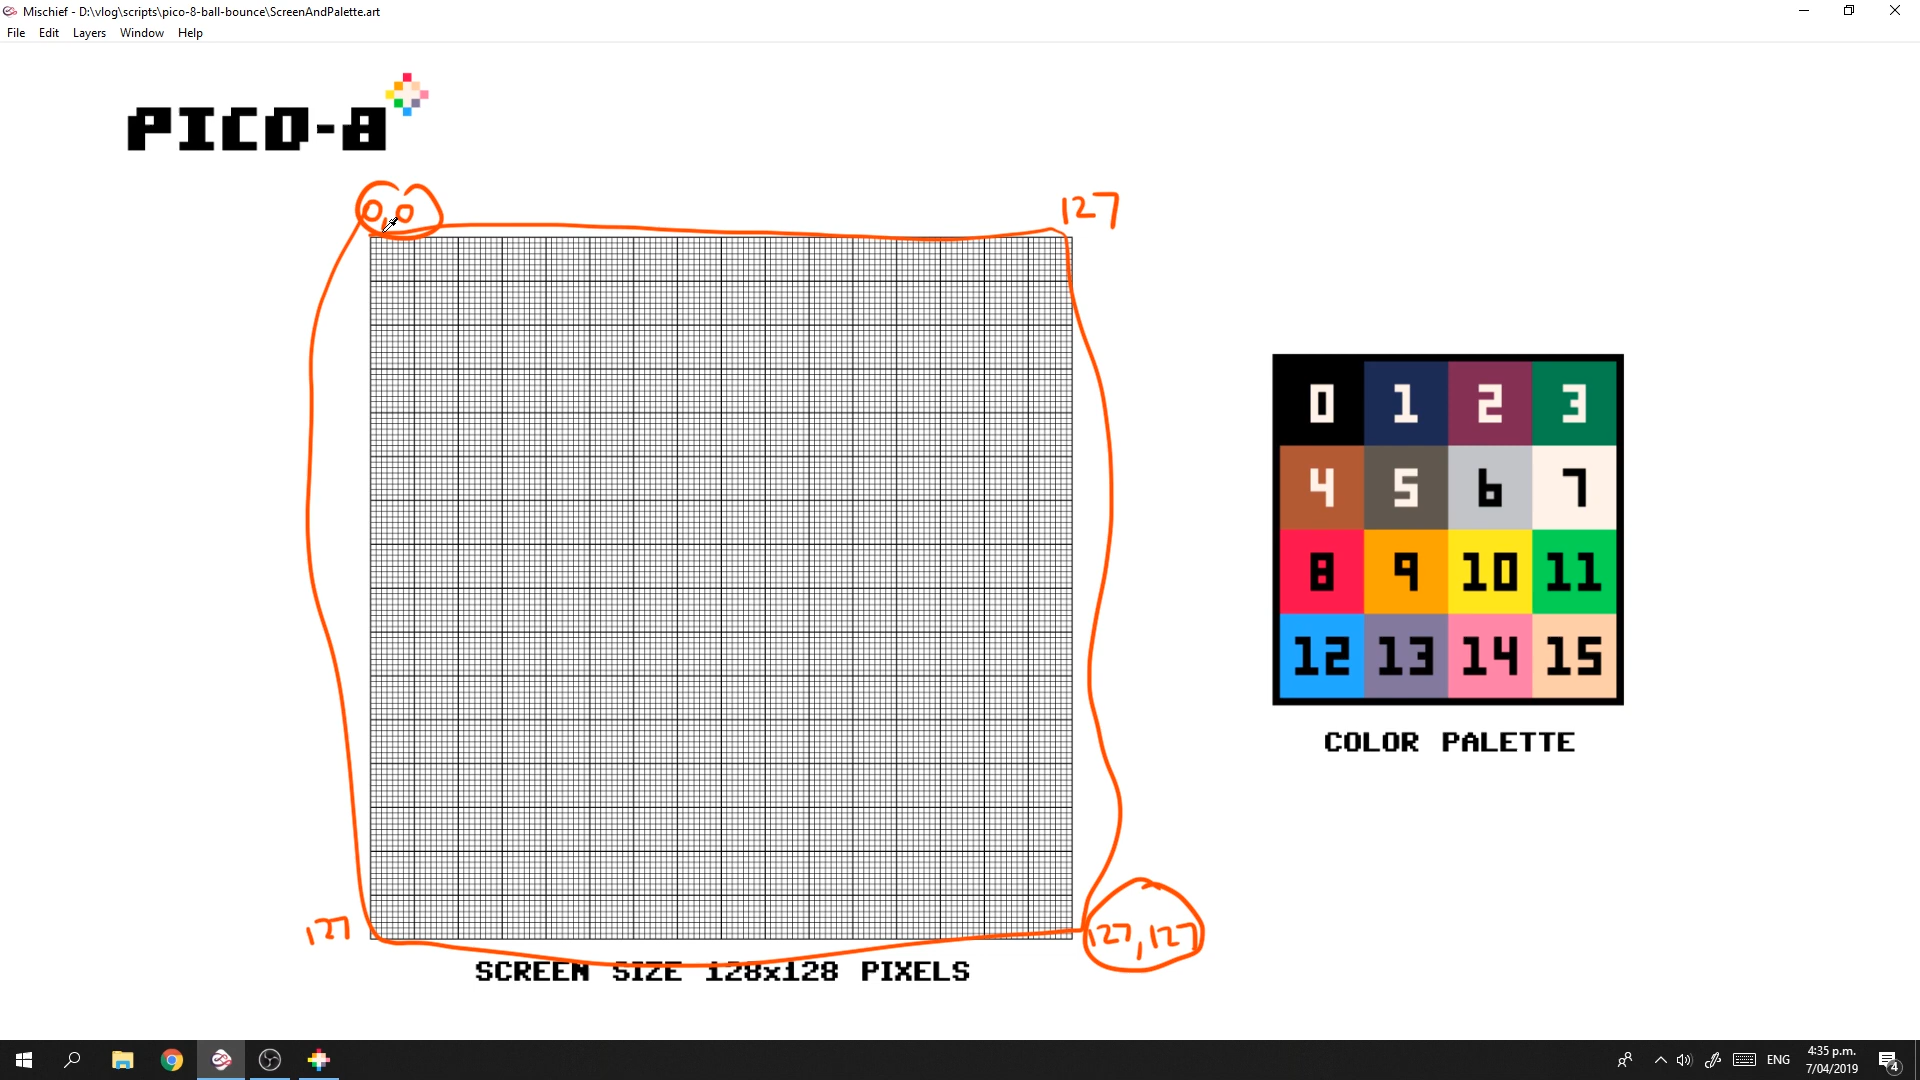 Mischief - D:\vlog\scripts\pico-8-ball-bounce\ScreenAndPalette.art
File Edit Layers Window Help
PICO-8
0,0
127
0 1 2 3
4 5 6 7
8 9 10 11
12 13 14 15
COLOR PALETTE
127
127,127
SCREEN SIZE 128x128 PIXELS
ENG
4:35 p.m.
7/04/2019
4